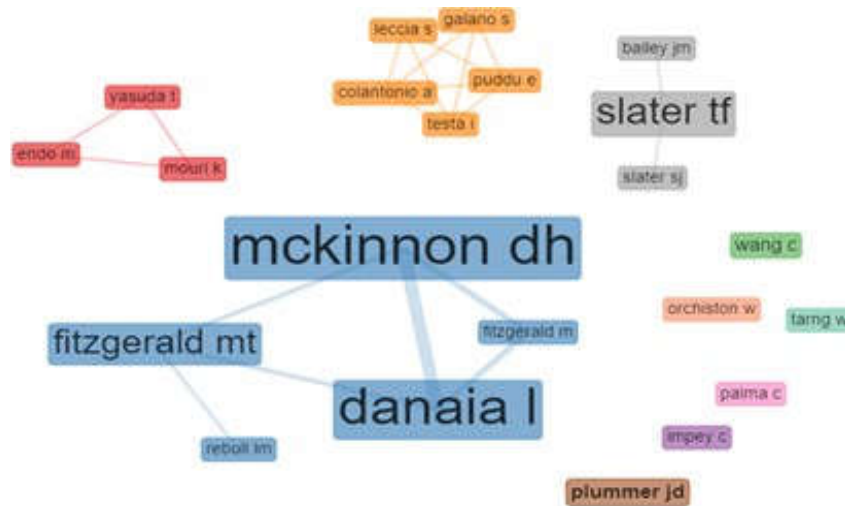 leccia s
galano s
bailey jm
yasuda t
colantonio a
puddu e
slater tf
testa i
endo m
mouri k
slater sj
mckinnon dh
wang c
orchiston w
tarng w
fitzgerald mt
fitzgerald m
palma c
danaia l
impey c
reboll lm
plummer jd